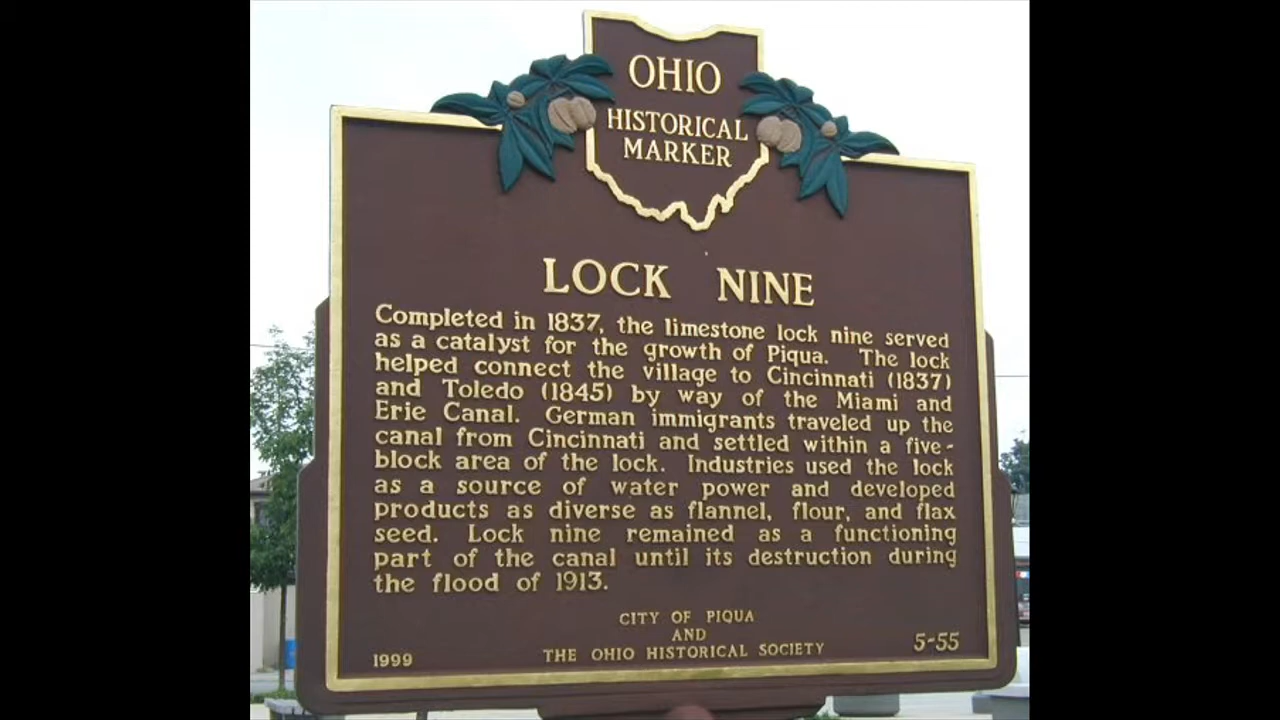 OHIO
HISTORICAL
MARKER
LOCK NINE
Completed in 1837, the limestone lock nine served
as a catalyst for the growth of Piqua. The lock
helped connect the village to Cincinnati (1837)
and Toledo (1845) by way of the Miami and
Erie Canal. German immigrants traveled up the
canal from Cincinnati and settled within a five-
block area of the lock. Industries used the lock
as a source of water power and developed
products as diverse as flannel, flour, and flax
seed. Lock nine remained as a functioning
part of the canal until its destruction during
the flood of 1913.
CITY OF PIQUA
AND
THE OHIO HISTORICAL SOCIETY
1999
5-55